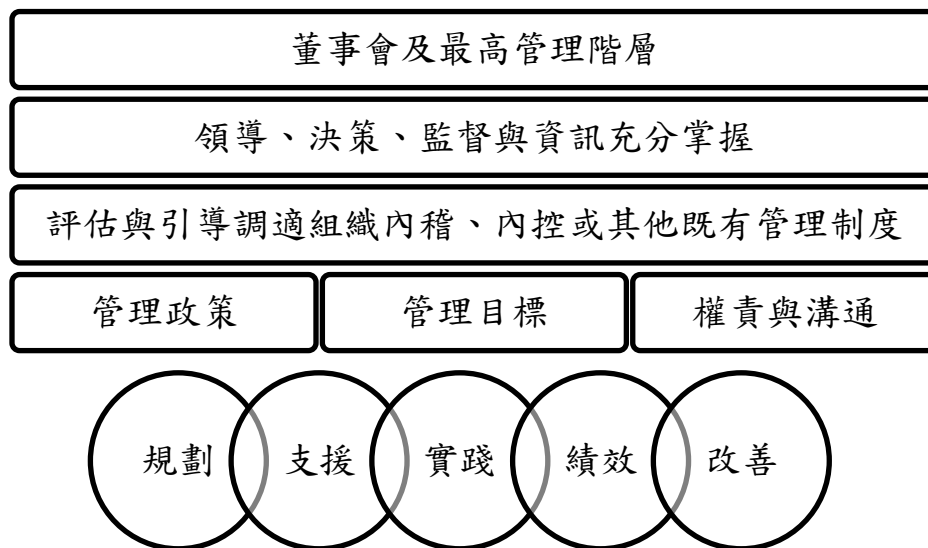 董事會及最高管理階層
領導、決策、監督與資訊充分掌握
評估與引導調適組織內稽、內控或其他既有管理制度
管理政策 管理目標 權責與溝通
規劃 支援 實踐 績效 改善